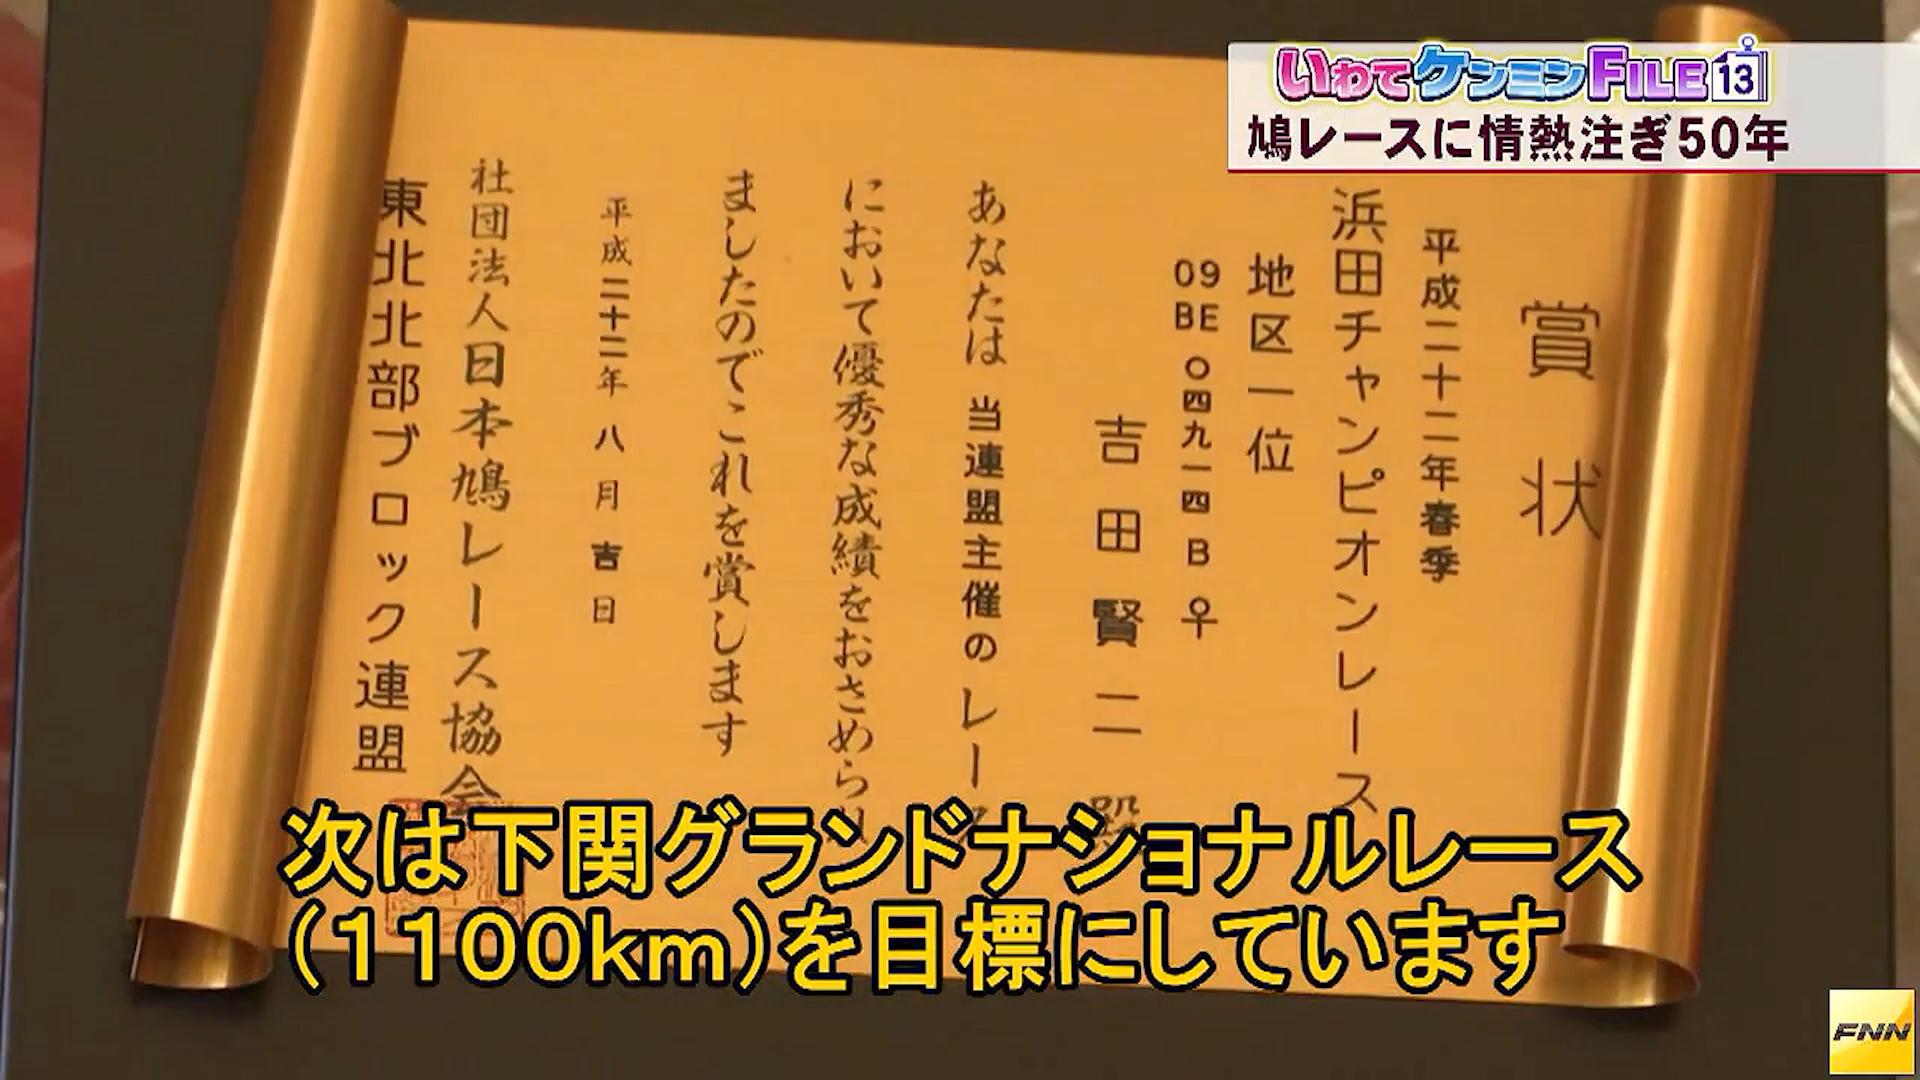 いわてケンミンFILE13
鳩レースに情熱注ぎ50年
賞状
平成二十二年春季
浜田チャンピオンレース
地区一位
09BE〇四九一四B♀
吉田賢二殿
あなたは当連盟主催のレース
において優秀な成績をおさめられ
ましたのでこれを賞します
平成二十二年八月吉日
社団法人日本鳩レース協会
東北北部ブロック連盟
次は下関グランドナショナルレース
(1100km)を目標にしています
FNN